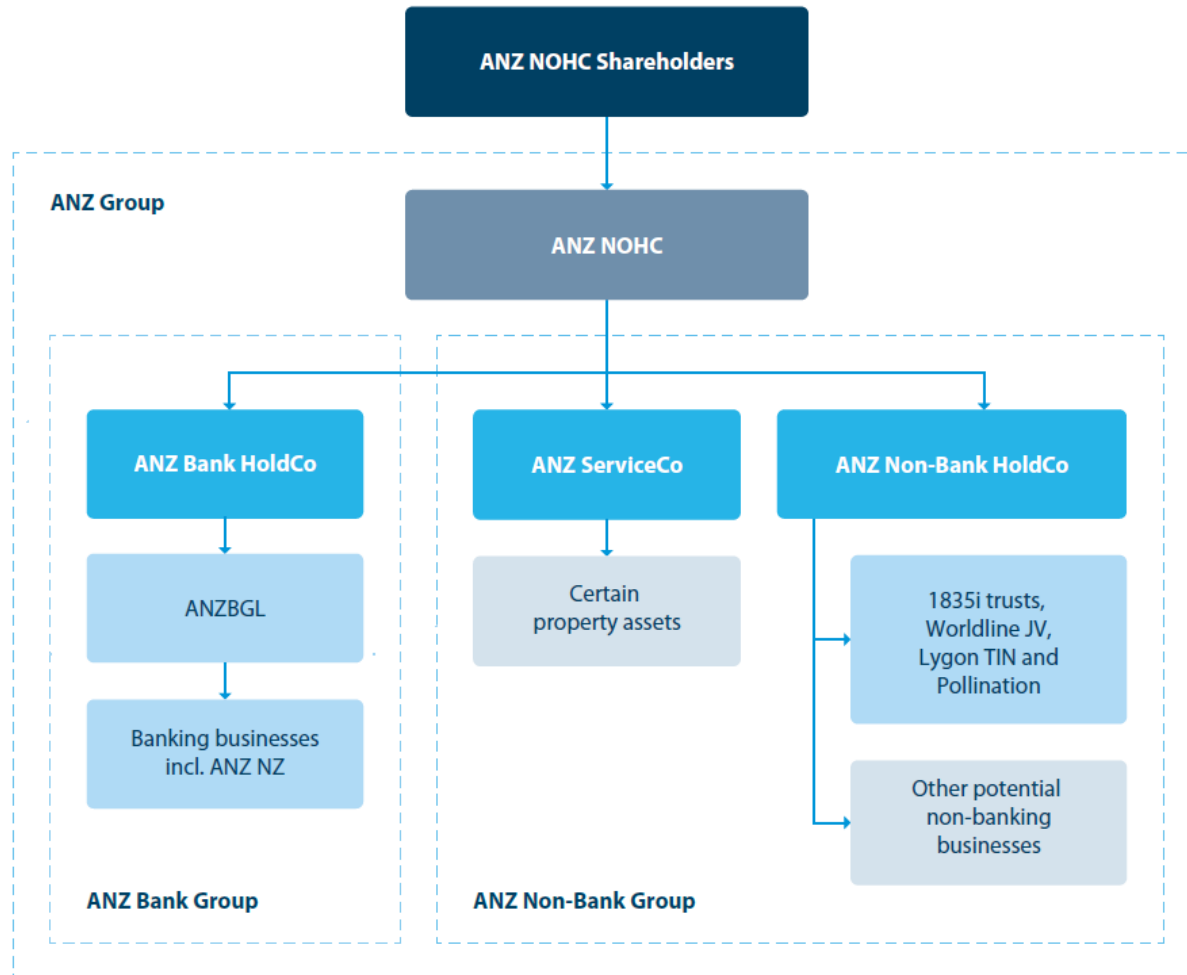 ANZ NOHC Shareholders
ANZ Group
ANZ NOHC
ANZ Bank HoldCo
ANZ ServiceCo
ANZ Non-Bank HoldCo
ANZBGL
Certain
property assets
1835i trusts,
Worldline JV,
Lygon TIN and
Pollination
Banking businesses
incl. ANZ NZ
Other potential
non-banking
businesses
ANZ Bank Group
ANZ Non-Bank Group